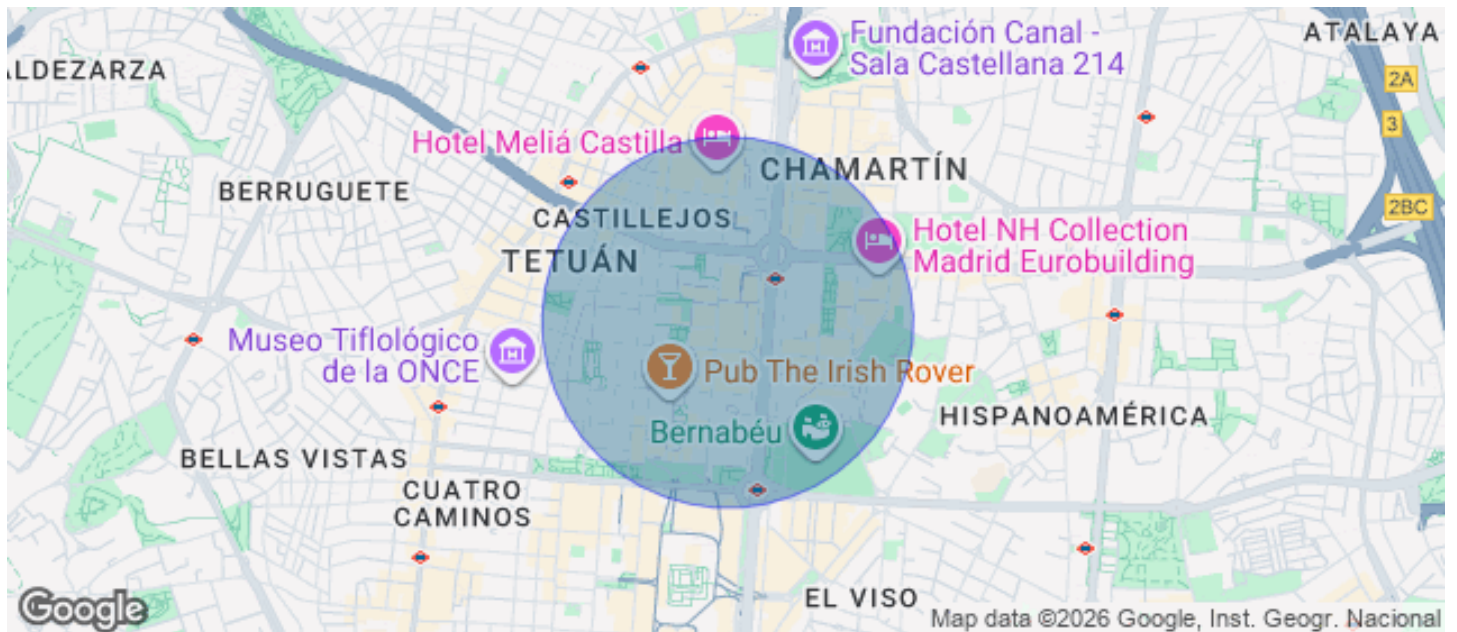 Fundación Canal -
Sala Castellana 214
ATALAYA
ALDEZARZA
2A
3
Hotel Meliá Castilla
CHAMARTÍN
BERRUGUETE
2BC
CASTILLEJOS
Hotel NH Collection
Madrid Eurobuilding
TETUÁN
Museo Tiflológico
de la ONCE
Pub The Irish Rover
HISPANOAMÉRICA
Bernabéu
BELLAS VISTAS
CUATRO
CAMINOS
EL VISO
Google
Map data ©2026 Google, Inst. Geogr. Nacional